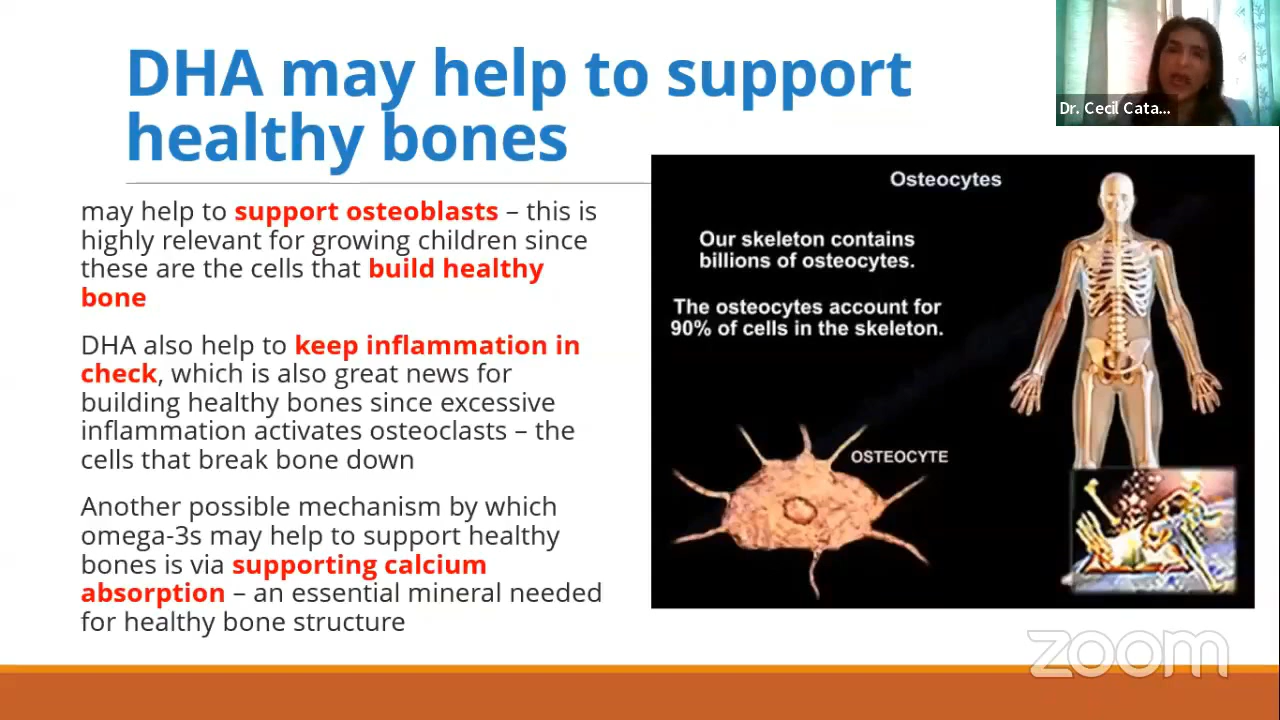 DHA may help to support
healthy bones
Dr. Cecil Cata...
may help to support osteoblasts – this is
highly relevant for growing children since
these are the cells that build healthy
bone
DHA also help to keep inflammation in
check, which is also great news for
building healthy bones since excessive
inflammation activates osteoclasts – the
cells that break bone down
Another possible mechanism by which
omega-3s may help to support healthy
bones is via supporting calcium
absorption – an essential mineral needed
for healthy bone structure
Osteocytes
Our skeleton contains
billions of osteocytes.
The osteocytes account for
90% of cells in the skeleton.
OSTEOCYTE
zoom